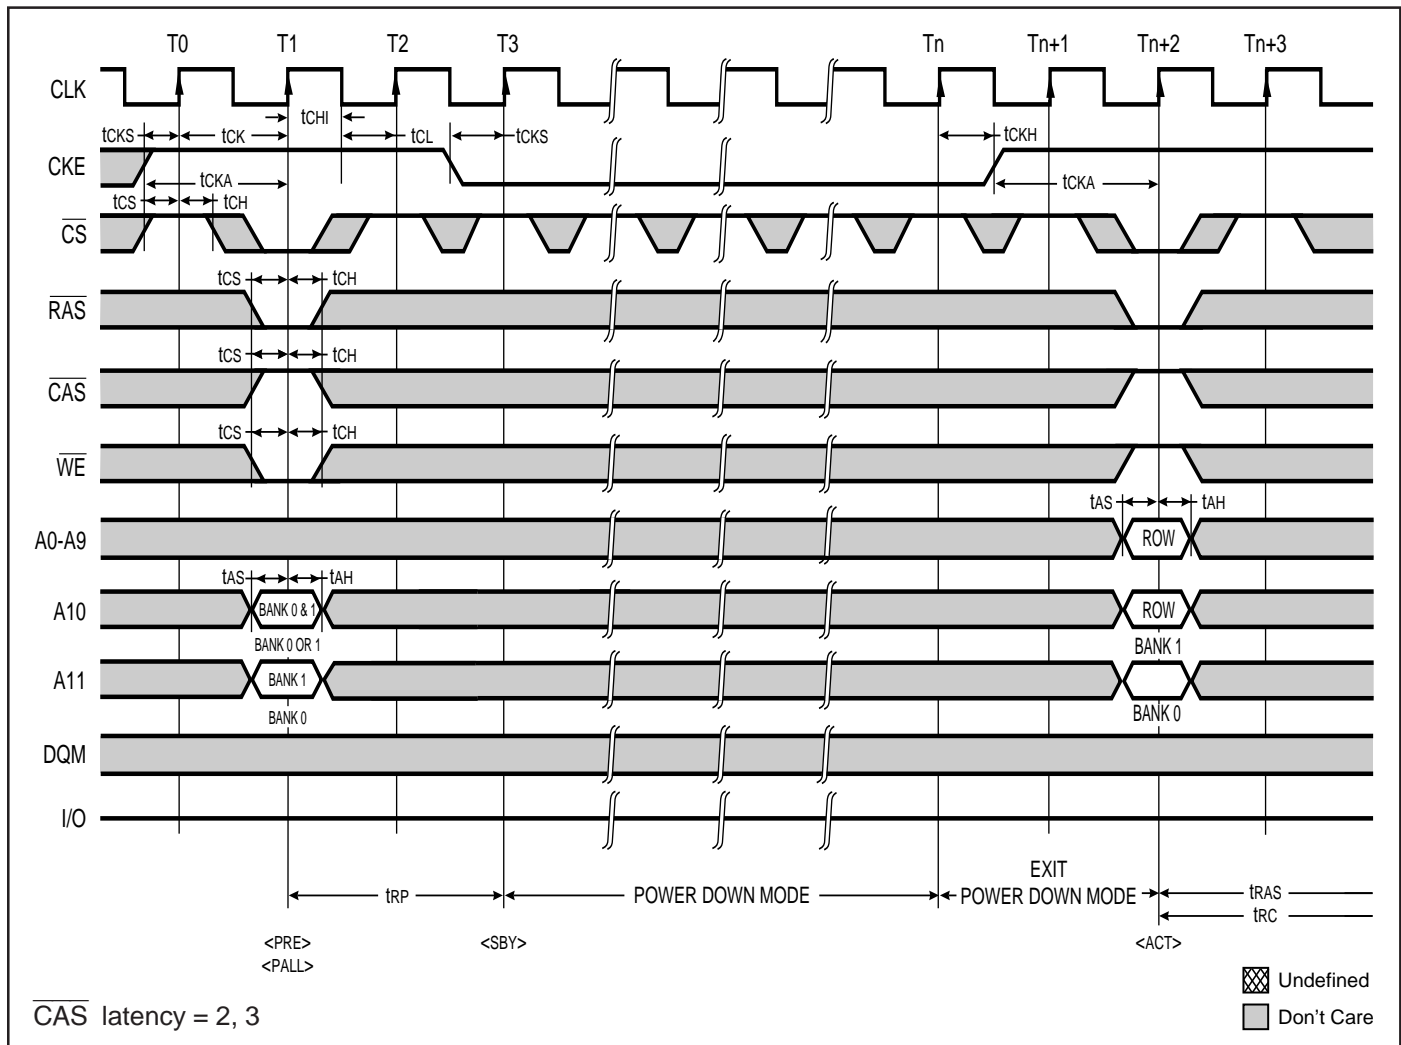 T0 T1 T2 T3 Tn Tn+1 Tn+2 Tn+3
CLK
tCHI
tCKS tCK tCL tCKS tCKH
CKE
tCKA tCKA
tCS tCH
CS
tCS tCH
RAS
tCS tCH
CAS
tCS tCH
WE
tAS tAH
A0-A9 ROW
tAS tAH
A10 BANK 0 & 1 ROW
BANK 0 OR 1 BANK 1
A11 BANK 1
BANK 0 BANK 0
DQM
I/O
EXIT
tRP POWER DOWN MODE POWER DOWN MODE tRAS
tRC
<PRE> <SBY> <ACT>
<PALL>
Undefined
CAS latency = 2, 3 Don't Care